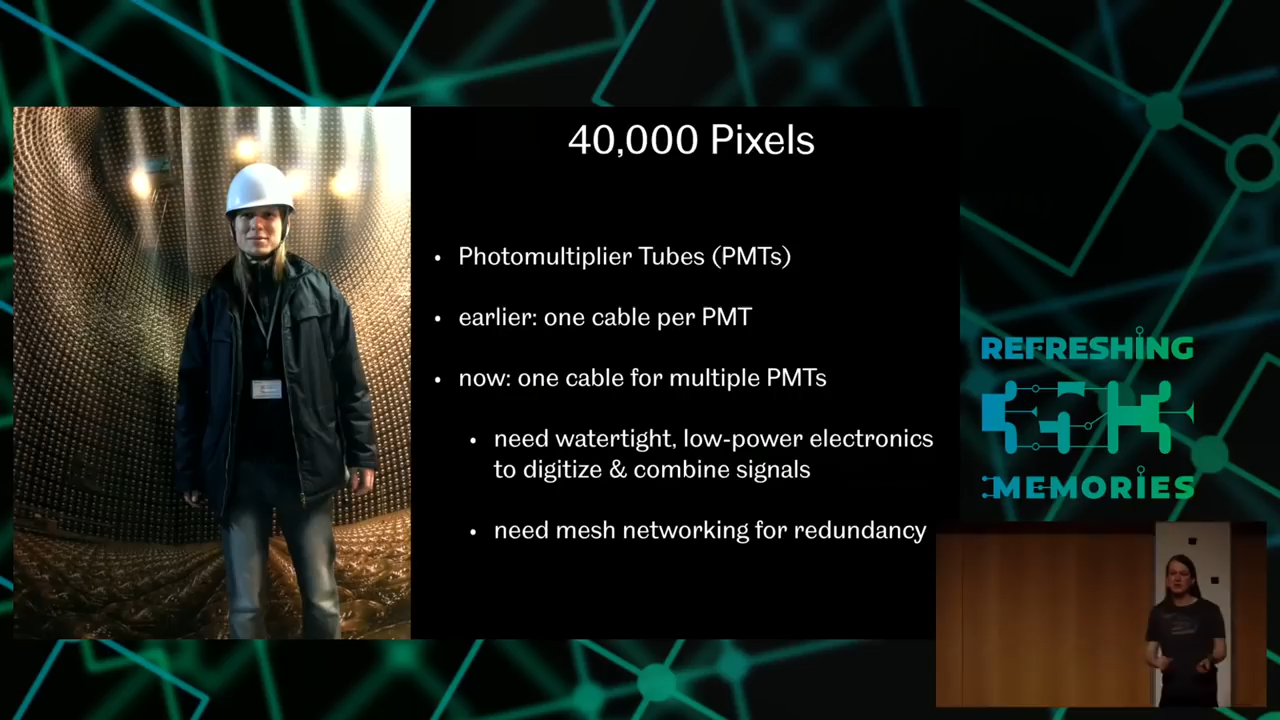 40,000 Pixels
• Photomultiplier Tubes (PMTs)
• earlier: one cable per PMT
• now: one cable for multiple PMTs
• need watertight, low-power electronics
to digitize & combine signals
• need mesh networking for redundancy
REFRESHING
MEMORIES